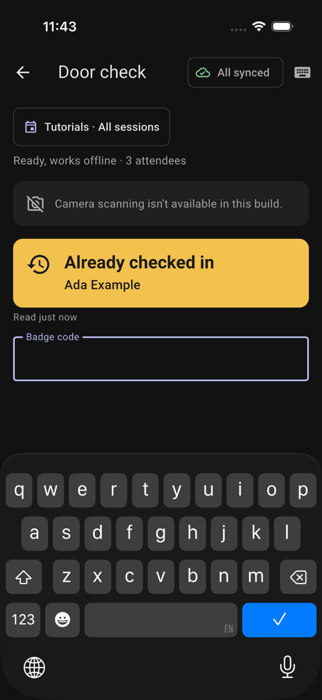 11:43
Door check
All synced
Tutorials · All sessions
Ready, works offline · 3 attendees
Camera scanning isn't available in this build.
Already checked in
Ada Example
Read just now
Badge code
q w e r t y u i o p
a s d f g h j k l
z x c v b n m
123
EN